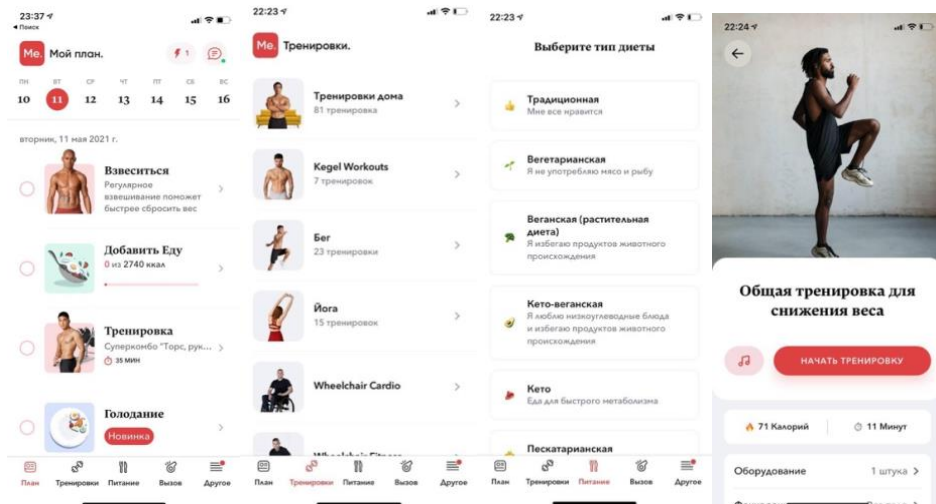 23:37
◀ Поиск
Me. Мой план.
1
ПН ВТ СР ЧТ ПТ СБ ВС
10 11 12 13 14 15 16
вторник, 11 мая 2021 г.
Взвеситься
Регулярное
взвешивание поможет
быстрее сбросить вес
Добавить Еду
0 из 2740 ккал
Тренировка
Суперкомбо "Торс, рук...
35 МИН
Голодание
Новинка
План Тренировки Питание Вызов Другое
22:23
Me. Тренировки.
Тренировки дома
81 тренировка
Kegel Workouts
7 тренировок
Бег
23 тренировки
Йога
15 тренировок
Wheelchair Cardio
План Тренировки Питание Вызов Другое
22:23
Выберите тип диеты
Традиционная
Мне все нравится
Вегетарианская
Я не употребляю мясо и рыбу
Веганская (растительная
диета)
Я избегаю продуктов животного
происхождения
Кето-веганская
Я люблю низкоуглеводные блюда
и избегаю продуктов животного
происхождения
Кето
Еда для быстрого метаболизма
Пескатарианская
План Тренировки Питание Вызов Другое
22:24
Общая тренировка для
снижения веса
НАЧАТЬ ТРЕНИРОВКУ
71 Калорий 11 Минут
Оборудование 1 штука